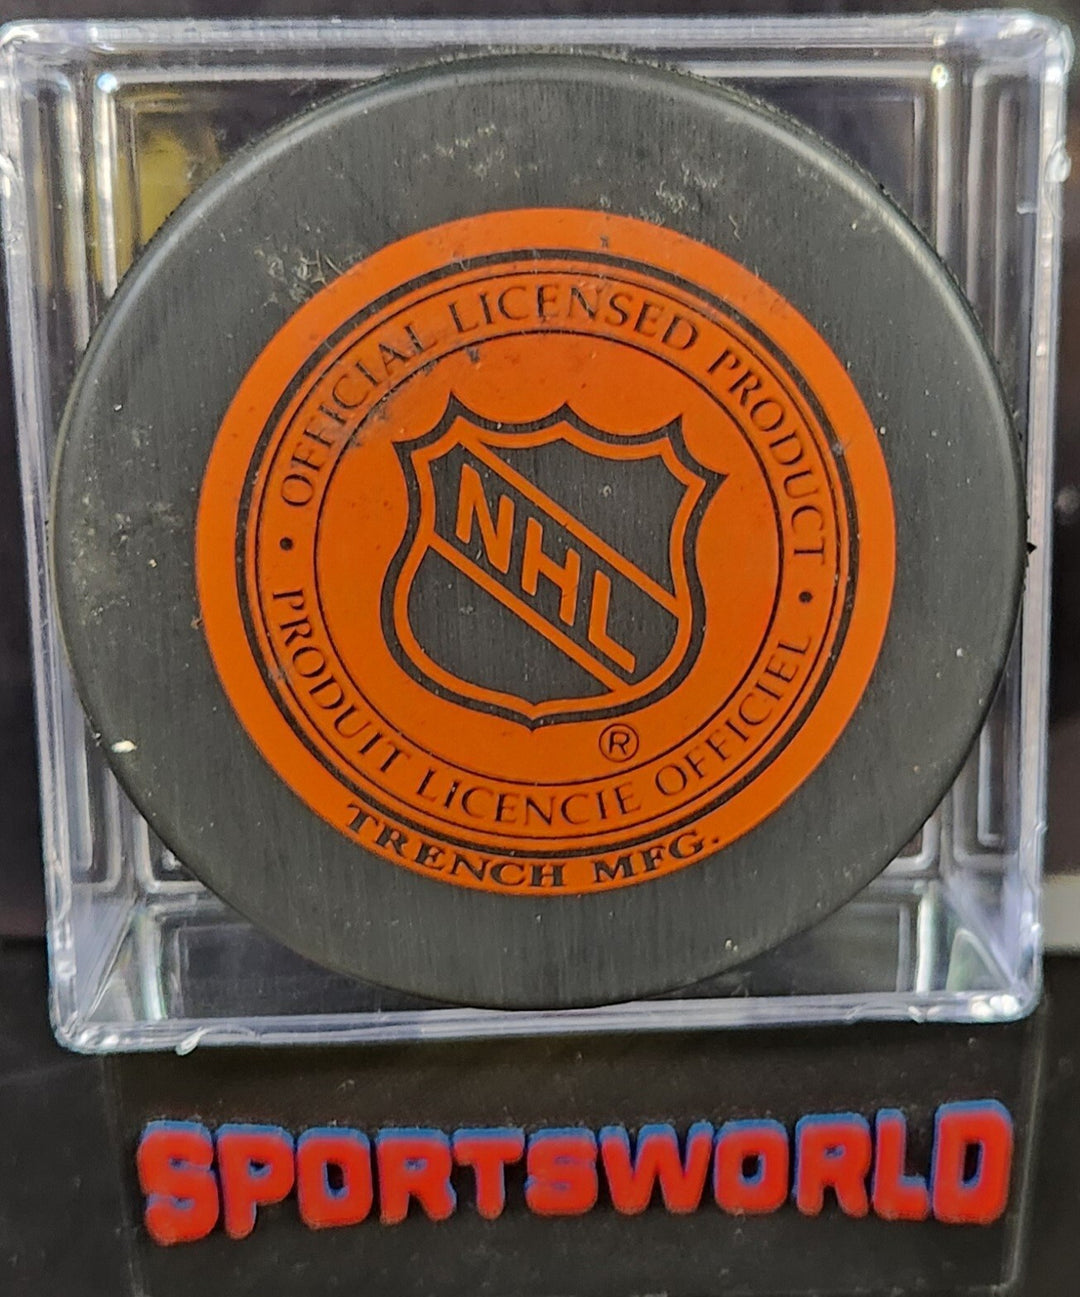 • OFFICIAL LICENSED PRODUCT •
NHL
®
PRODUIT LICENCIE OFFICIEL
TRENCH MFG.
SPORTSWORLD